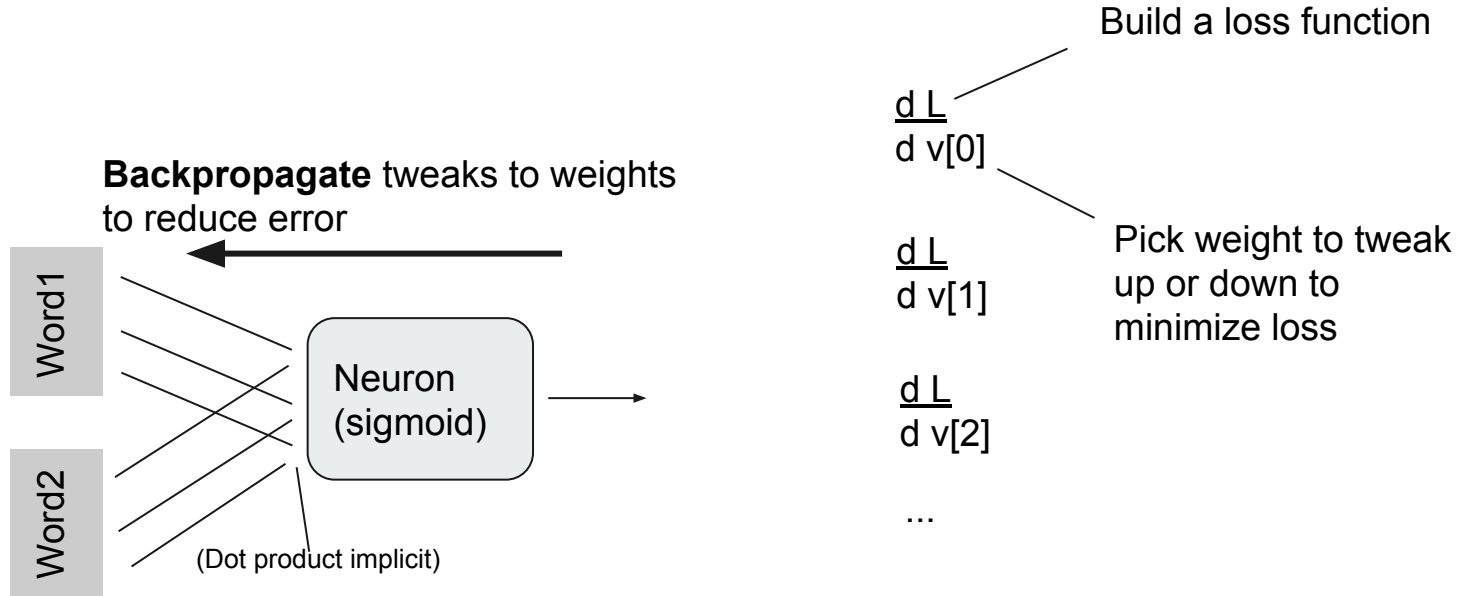 Build a loss function
d L
d v[0]
Backpropagate tweaks to weights
to reduce error
Pick weight to tweak
up or down to
minimize loss
d L
d v[1]
Word1
Neuron
(sigmoid)
d L
d v[2]
Word2
(Dot product implicit)
...